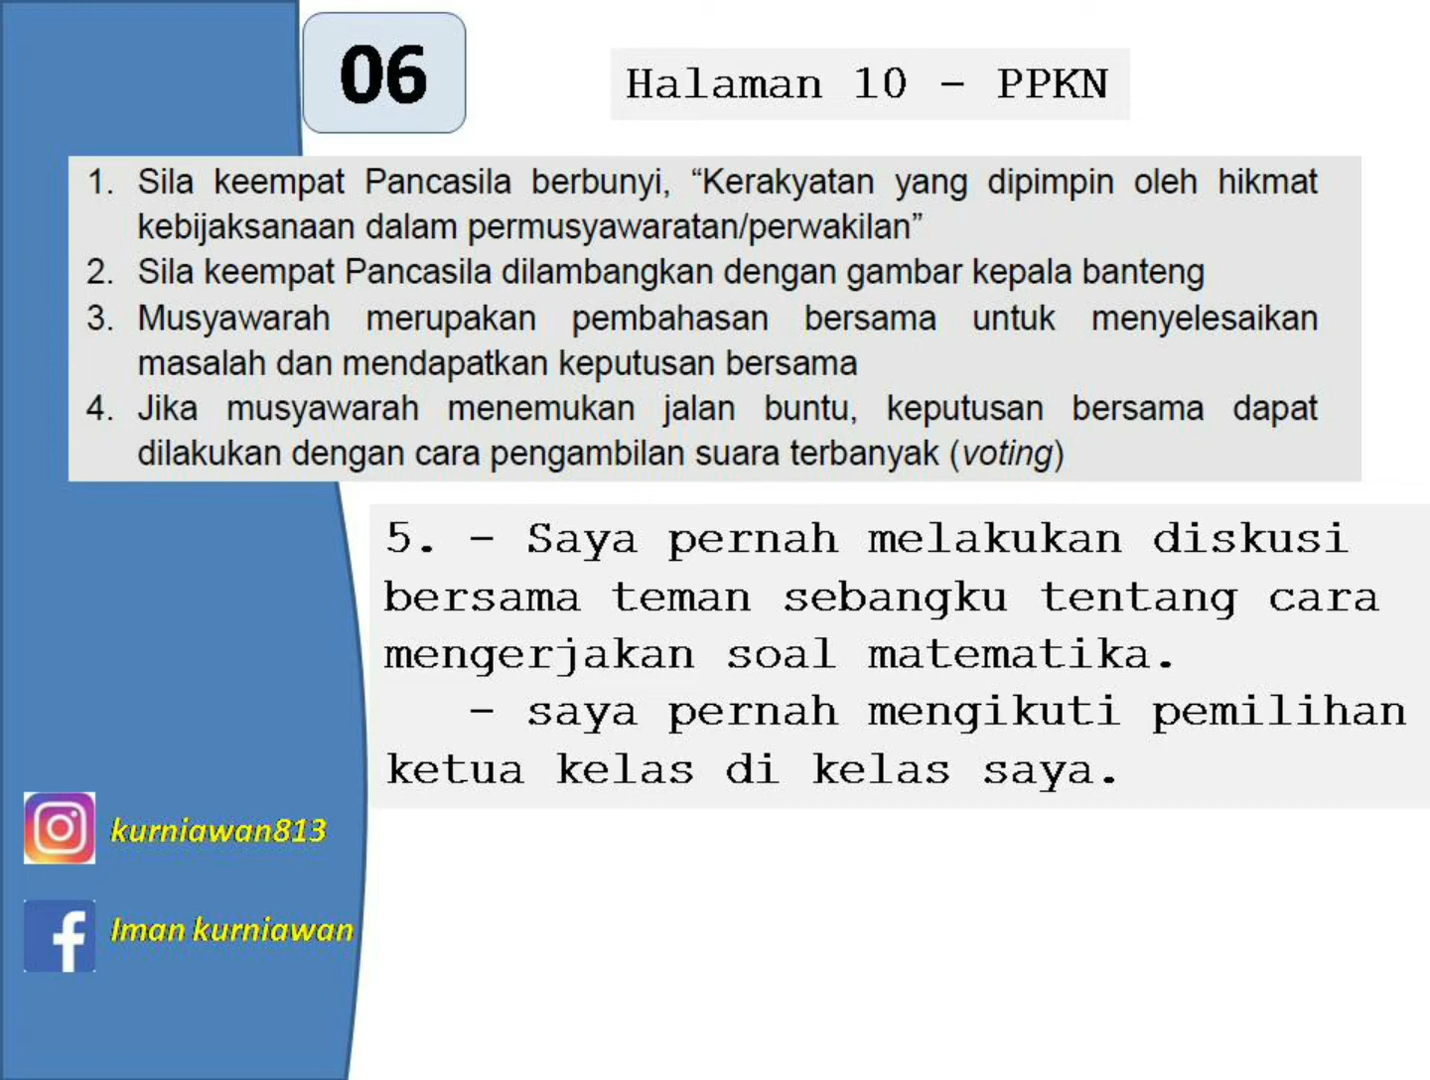 06
Halaman 10 - PPKN
1. Sila keempat Pancasila berbunyi, “Kerakyatan yang dipimpin oleh hikmat
kebijaksanaan dalam permusyawaratan/perwakilan”
2. Sila keempat Pancasila dilambangkan dengan gambar kepala banteng
3. Musyawarah merupakan pembahasan bersama untuk menyelesaikan
masalah dan mendapatkan keputusan bersama
4. Jika musyawarah menemukan jalan buntu, keputusan bersama dapat
dilakukan dengan cara pengambilan suara terbanyak (voting)
5. - Saya pernah melakukan diskusi
bersama teman sebangku tentang cara
mengerjakan soal matematika.
- saya pernah mengikuti pemilihan
ketua kelas di kelas saya.
kurniawan813
Iman kurniawan